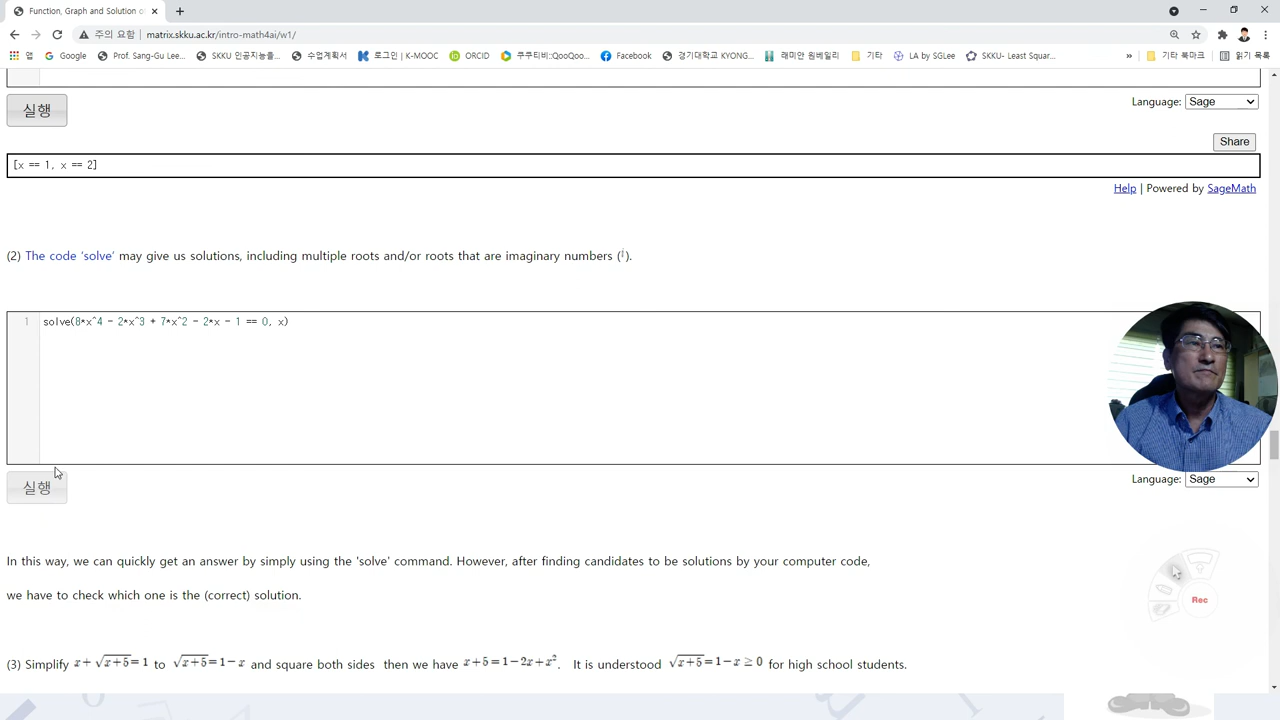 Function, Graph and Solution o
주의 요함 | matrix.skku.ac.kr/intro-math4ai/w1/
앱 Google Prof. Sang-Gu Lee... SKKU 인공지능을... 수업계획서 로그인 | K-MOOC ORCID 쿠쿠티비::QooQoo... Facebook 경기대학교 KYONG... 래미안 원베일리 기타 LA by SGLee SKKU- Least Squar... » 기타 북마크 읽기 목록
실행 Language: Sage
Share
[x == 1, x == 2]
Help | Powered by SageMath
(2) The code 'solve' may give us solutions, including multiple roots and/or roots that are imaginary numbers (i).
1 solve(8*x^4 - 2*x^3 + 7*x^2 - 2*x - 1 == 0, x)
실행 Language: Sage
In this way, we can quickly get an answer by simply using the 'solve' command. However, after finding candidates to be solutions by your computer code,
we have to check which one is the (correct) solution.
Rec
(3) Simplify x+√(x+5)=1 to √(x+5)=1−x and square both sides then we have x+5=1−2x+x². It is understood √(x+5)=1−x≥0 for high school students.